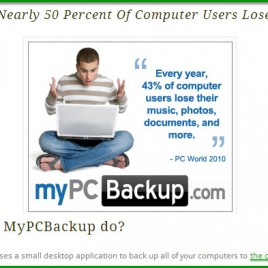 Nearly 50 Percent Of Computer Users Lose
“Every year,
43% of computer
users lose their
music, photos,
documents, and
more.”
- PC World 2010
myPCBackup.com
MyPCBackup do?
ses a small desktop application to back up all of your computers to the